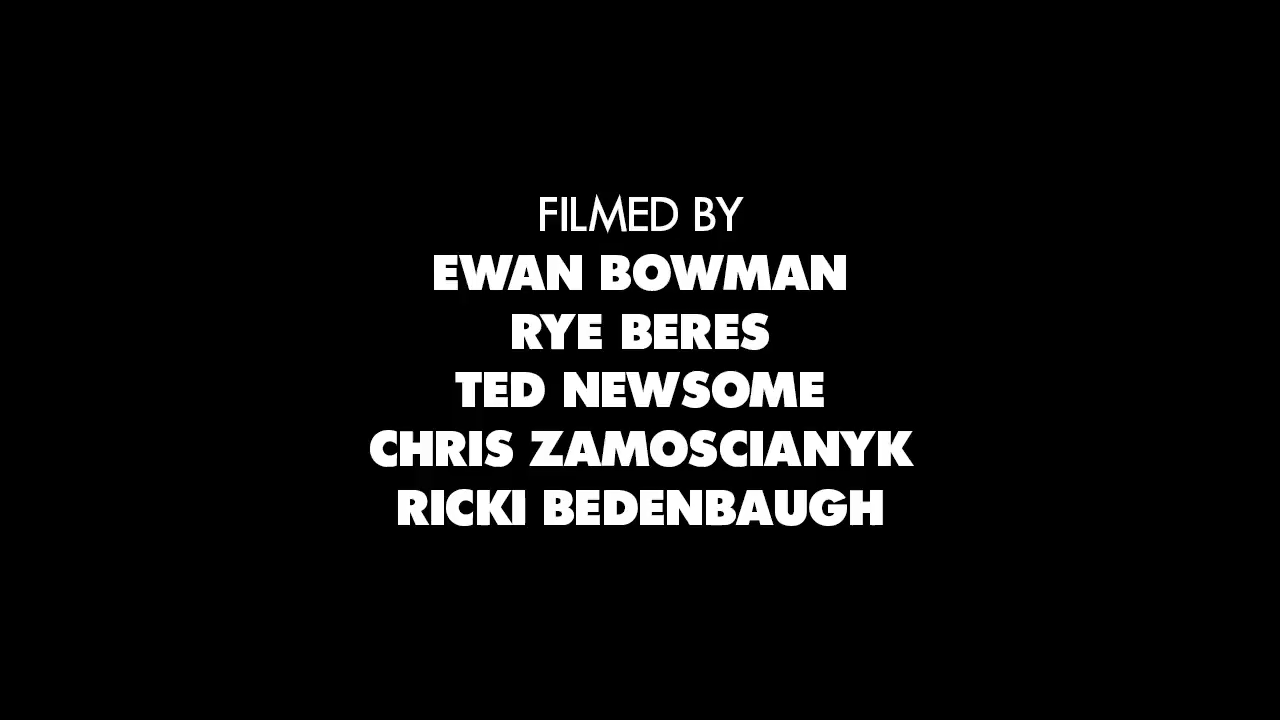 FILMED BY
EWAN BOWMAN
RYE BERES
TED NEWSOME
CHRIS ZAMOSCIANYK
RICKI BEDENBAUGH